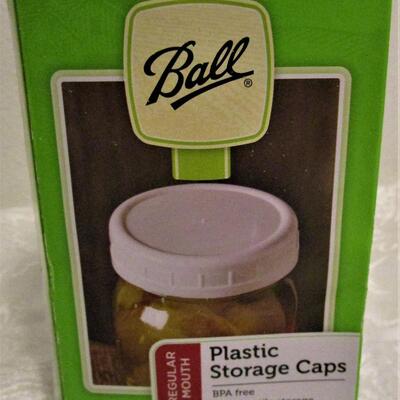 Ball®
REGULAR
MOUTH
Plastic
Storage Caps
BPA free